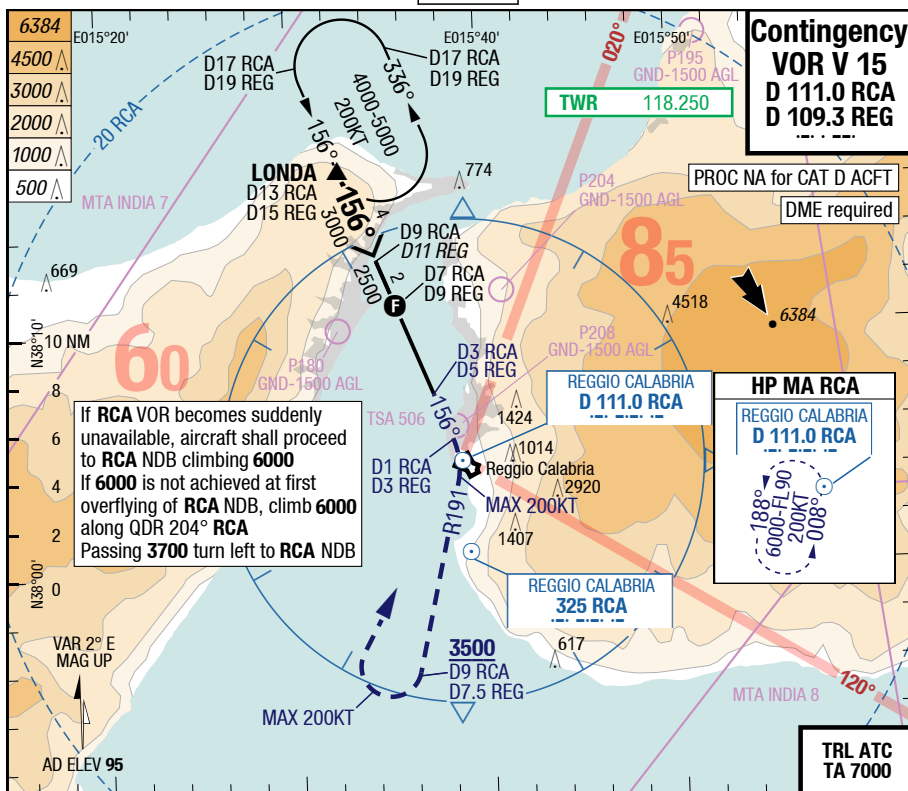 6384
4500
3000
2000
1000
500
E015°20'
E015°40'
E015°50'
Contingency
VOR V 15
D 111.0 RCA
D 109.3 REG
PROC NA for CAT D ACFT
DME required
TWR 118.250
020°
P195
GND-1500 AGL
D17 RCA
D19 REG
D17 RCA
D19 REG
336°
4000-5000
200KT
156°
20 RCA
MTA INDIA 7
LONDA
D13 RCA
D15 REG
156°
3000
4
774
P204
GND-1500 AGL
D9 RCA
D11 REG
2500
2
D7 RCA
D9 REG
F
669
85
4518
6384
60
N38°10'
10 NM
8
6
4
2
0
N38°00'
P180
GND-1500 AGL
P208
GND-1500 AGL
D3 RCA
D5 REG
156°
TSA 506
REGGIO CALABRIA
D 111.0 RCA
1424
1014
Reggio Calabria
2920
1407
D1 RCA
D3 REG
MAX 200KT
R191
If RCA VOR becomes suddenly
unavailable, aircraft shall proceed
to RCA NDB climbing 6000
If 6000 is not achieved at first
overflying of RCA NDB, climb 6000
along QDR 204° RCA
Passing 3700 turn left to RCA NDB
HP MA RCA
REGGIO CALABRIA
D 111.0 RCA
188°
6000-FL90
200KT
008°
REGGIO CALABRIA
325 RCA
617
3500
D9 RCA
D7.5 REG
MAX 200KT
120°
MTA INDIA 8
VAR 2° E
MAG UP
AD ELEV 95
TRL ATC
TA 7000